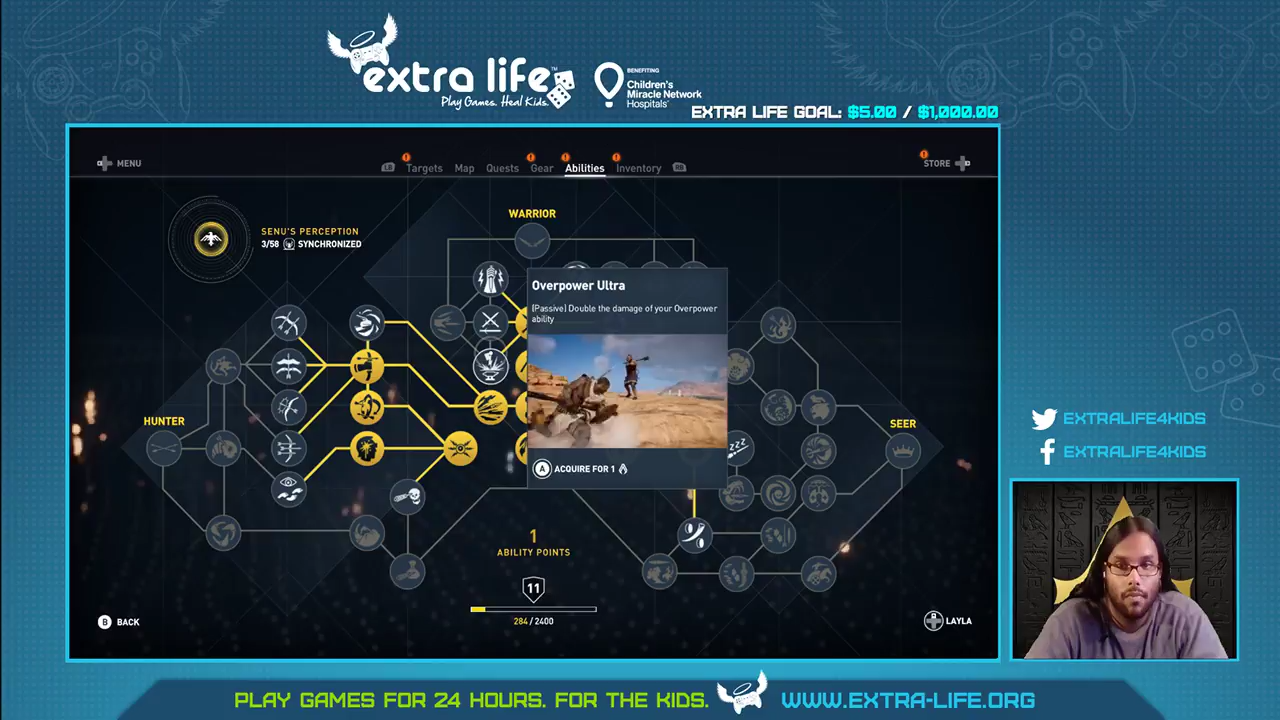 extra life™
Play Games. Heal Kids.
BENEFITING
Children's
Miracle Network
Hospitals®
EXTRA LIFE GOAL: $5.00 / $1,000.00
MENU
LB Targets Map Quests Gear Abilities Inventory RB
STORE
WARRIOR
SENU'S PERCEPTION
3/58 SYNCHRONIZED
Overpower Ultra
[Passive] Double the damage of your Overpower
ability
HUNTER
SEER
A ACQUIRE FOR 1
1
ABILITY POINTS
11
284 / 2400
B BACK
LAYLA
EXTRALIFE4KIDS
EXTRALIFE4KIDS
PLAY GAMES FOR 24 HOURS. FOR THE KIDS. WWW.EXTRA-LIFE.ORG